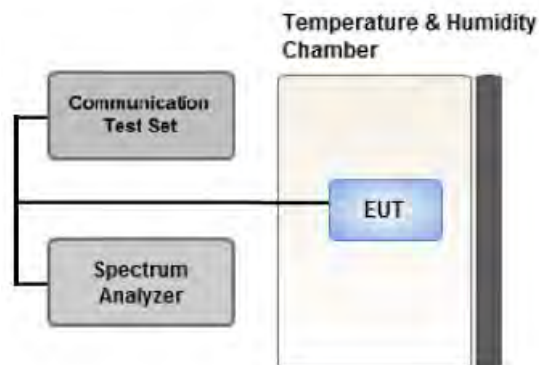 Temperature & Humidity
Chamber
Communication
Test Set
EUT
Spectrum
Analyzer